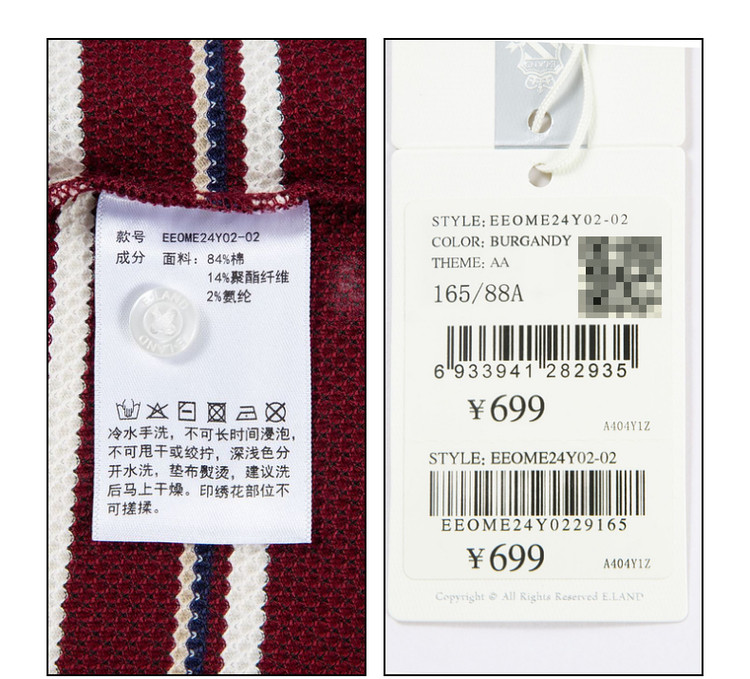 款号 EEOME24Y02-02
成分 面料：84%棉
14%聚酯纤维
2%氨纶
E·LAND
冷水手洗，不可长时间浸泡，
不可甩干或绞拧，深浅色分
开水洗，垫布熨烫，建议洗
后马上干燥。印绣花部位不
可搓揉。
STYLE: EEOME24Y02-02
COLOR: BURGANDY
THEME: AA
165/88A
6 933941 282935
¥699
A404Y1Z
STYLE: EEOME24Y02-02
EEOME24Y0229165
¥699
A404Y1Z
Copyright © All Rights Reserved E.LAND